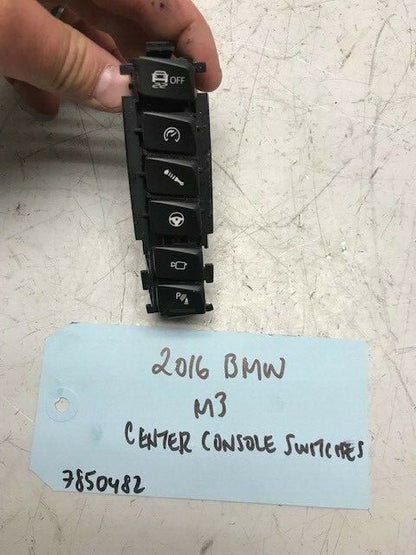 OFF
P
2016 BMW
M3
CENTER CONSOLE SWITCHES
7850482